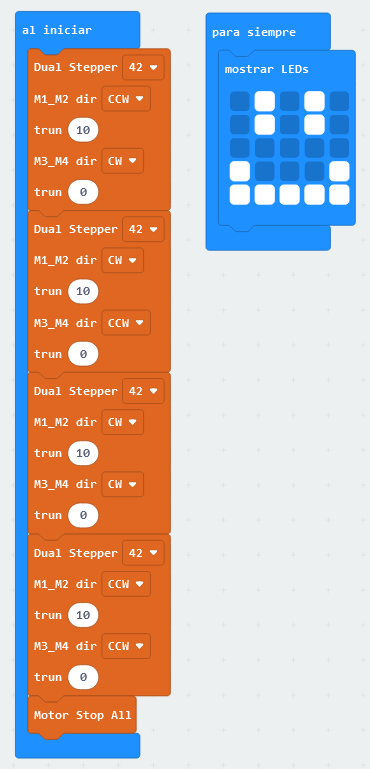 al iniciar
Dual Stepper 42
M1_M2 dir CCW
trun 10
M3_M4 dir CW
trun 0
Dual Stepper 42
M1_M2 dir CW
trun 10
M3_M4 dir CCW
trun 0
Dual Stepper 42
M1_M2 dir CW
trun 10
M3_M4 dir CW
trun 0
Dual Stepper 42
M1_M2 dir CCW
trun 10
M3_M4 dir CCW
trun 0
Motor Stop All
para siempre
mostrar LEDs